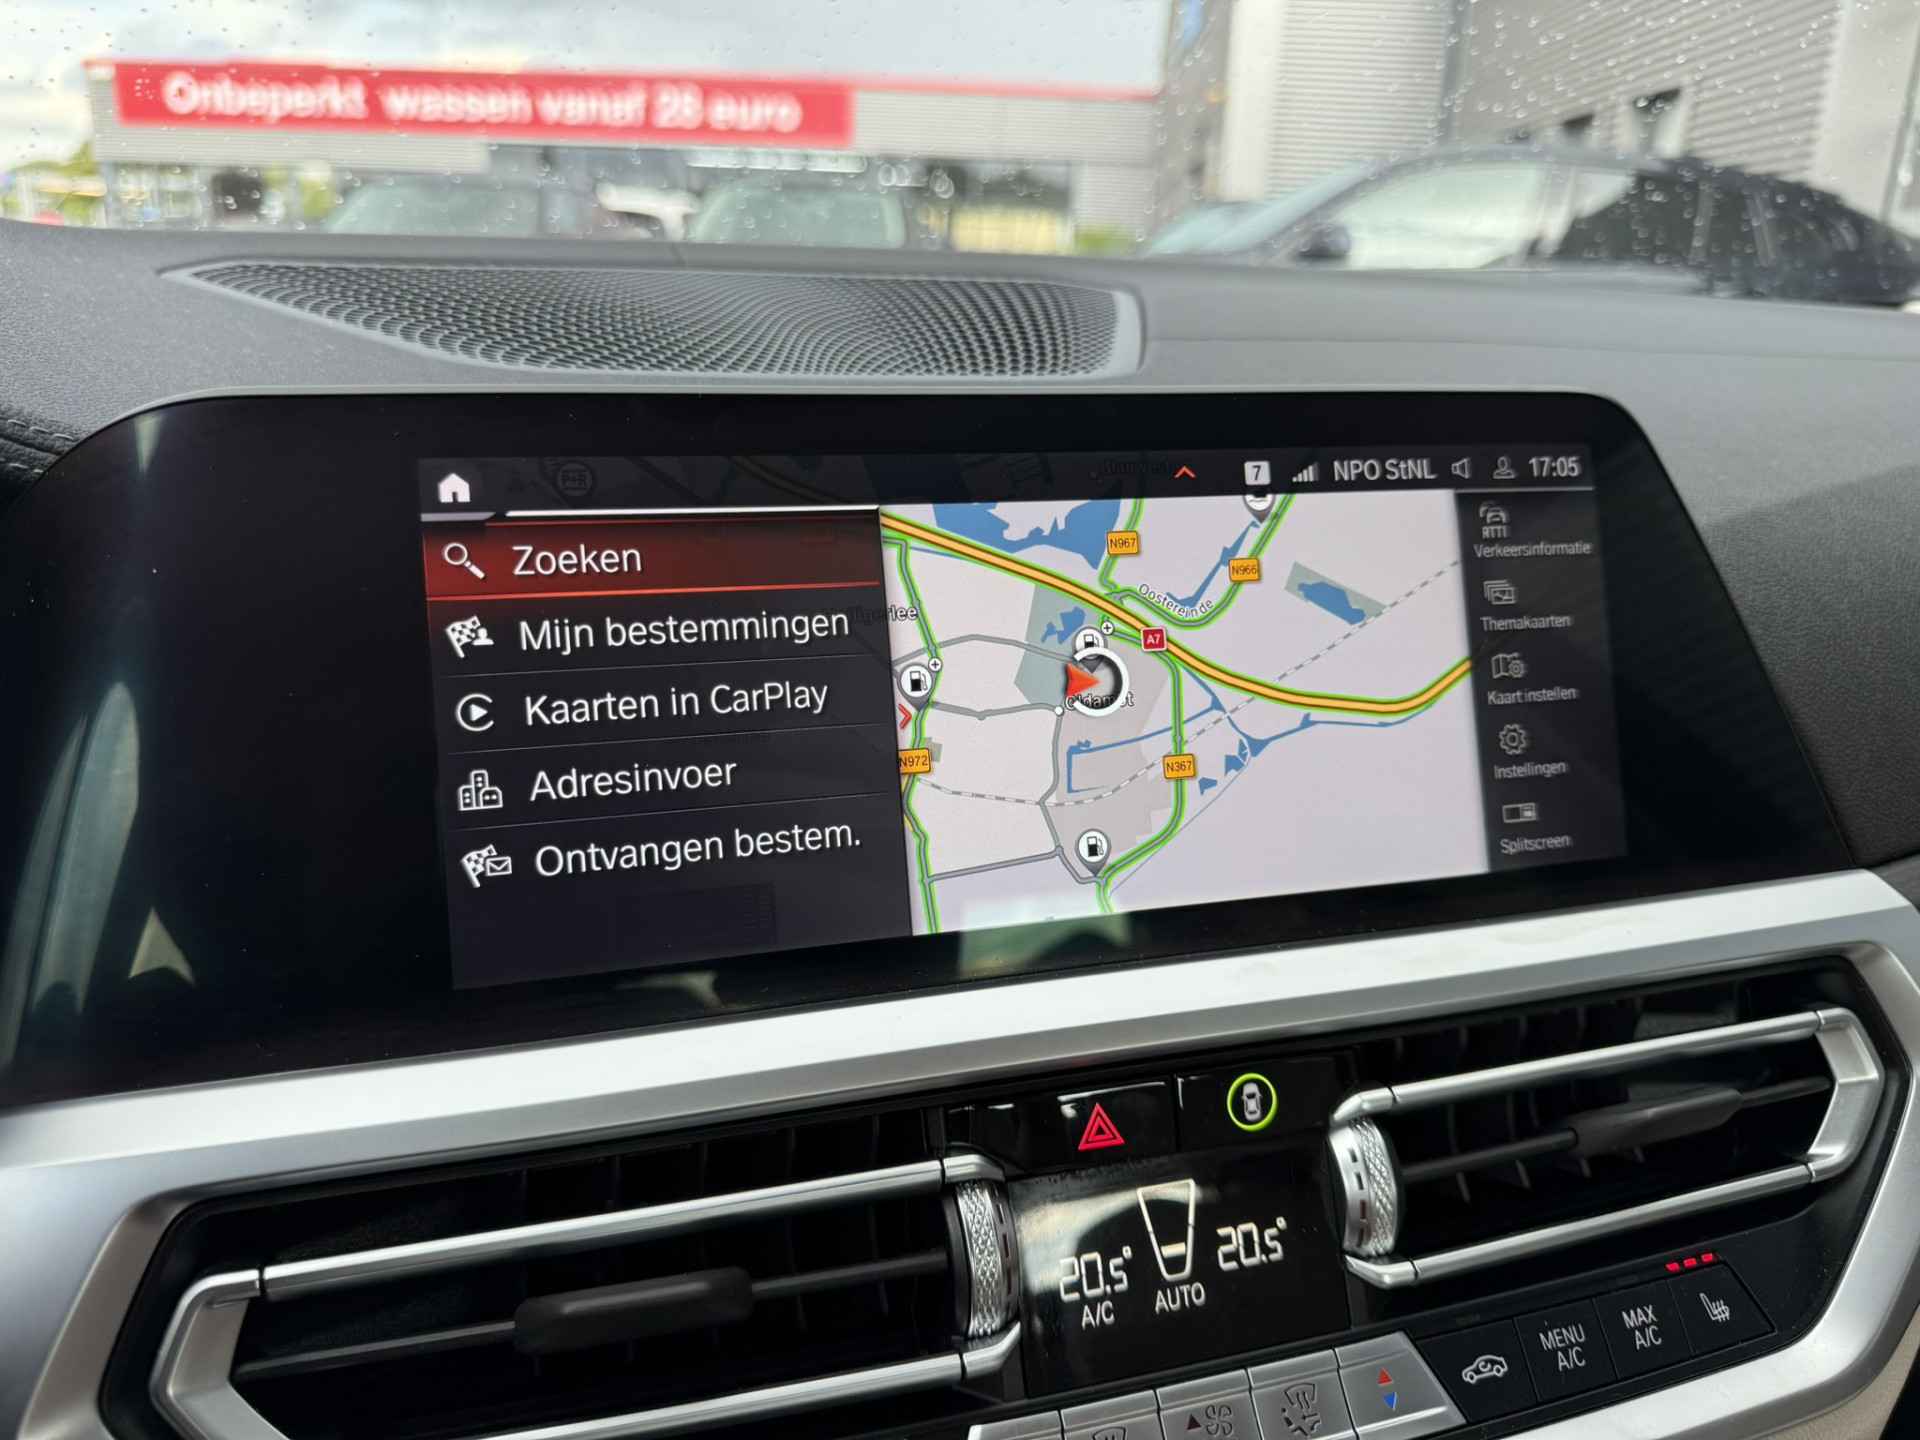 Onbeperkt wassen vanaf 28 euro
P+R
7 NPO StNL 17:05
Zoeken
Mijn bestemmingen
Kaarten in CarPlay
Adresinvoer
Ontvangen bestem.
N967
N966
Oostereinde
A7
N972
N367
RTTI
Verkeersinformatie
Themakaarten
Kaart instellen
Instellingen
Splitscreen
20.5° 20.5°
A/C AUTO
MENU A/C
MAX A/C